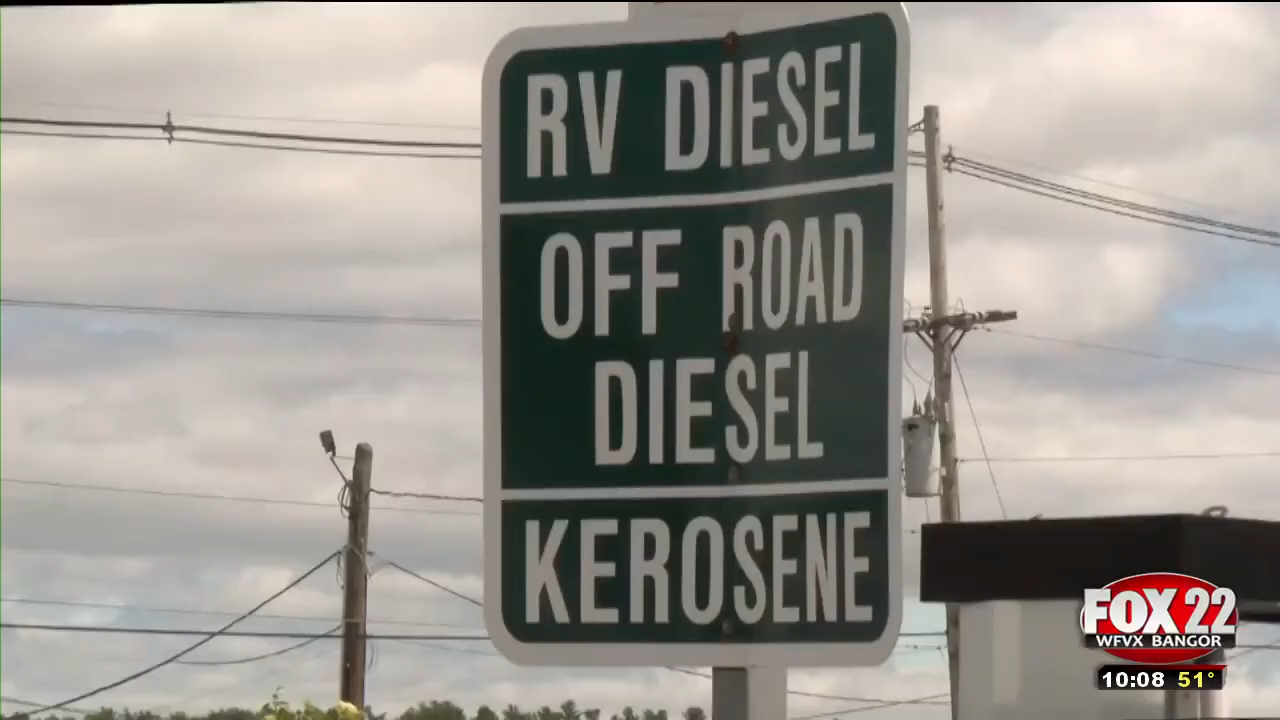 RV DIESEL
OFF ROAD
DIESEL
KEROSENE
FOX 22
WFVX BANGOR
10:08 51°